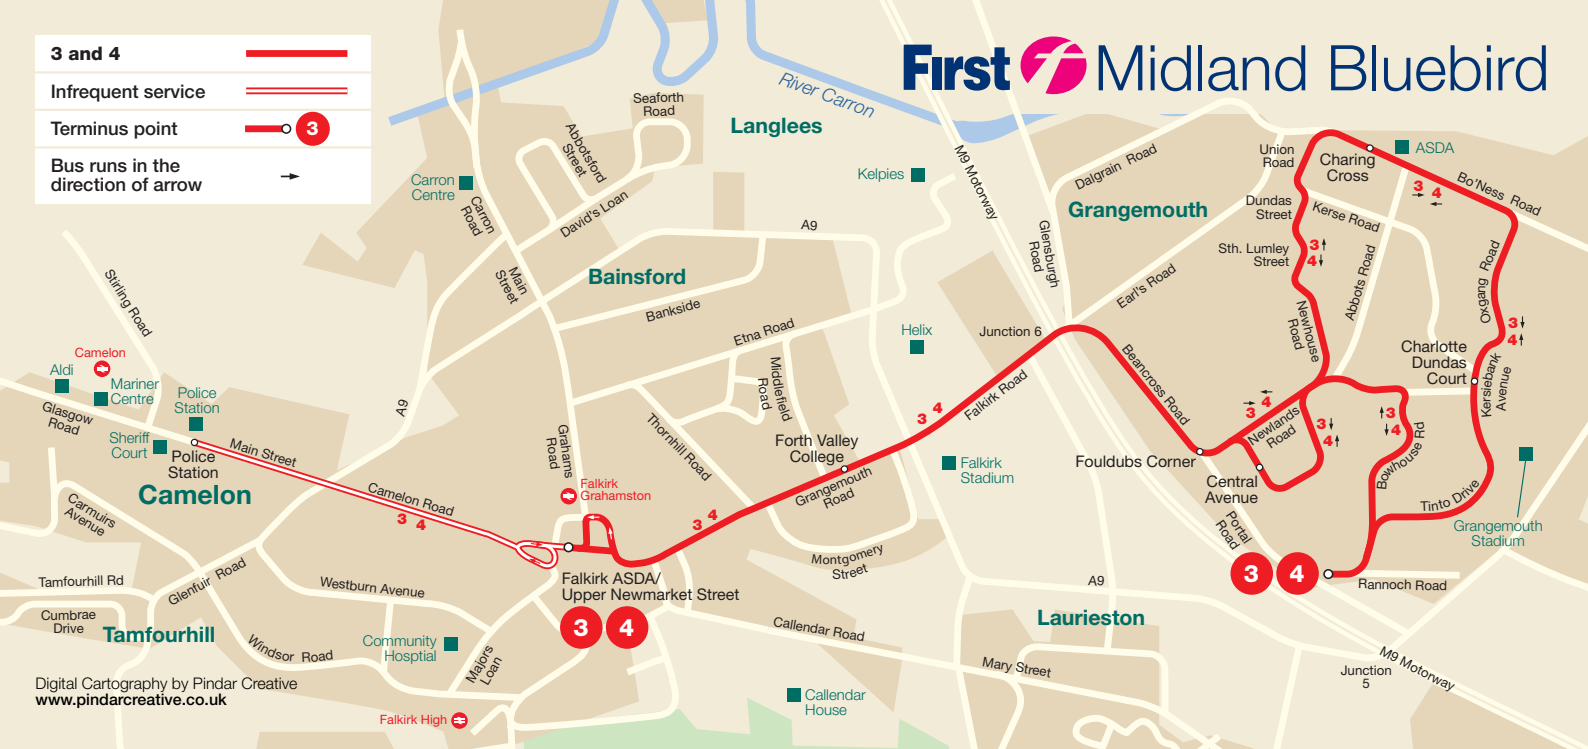 3 and 4
Infrequent service
Terminus point
3
Bus runs in the
direction of arrow
First Midland Bluebird
River Carron
Seaforth
Road
Langlees
Abbotsford
Street
David's Loan
Carron
Centre
Carron
Road
Kelpies
M9 Motorway
Dalgrain Road
Grangemouth
Union
Road
Charing
Cross
ASDA
3 4
Bo'Ness Road
Dundas
Street
Kerse Road
Sth. Lumley
Street
3
4
A9
Glensburgh
Road
Earl's Road
Abbots Road
Oxgang Road
Stirling Road
Main
Street
Bainsford
Bankside
Etna Road
Helix
Junction 6
Newhouse
Road
3
4
Charlotte
Dundas
Court
Kersiebank
Avenue
Camelon
Aldi
Mariner
Centre
Police
Station
Glasgow
Road
Sheriff
Court
Police
Station
Main Street
Camelon
A9
Middlefield
Road
Beancross Road
Falkirk Road
3 4
3 4
Newlands
Road
3
4
3
4
Bowhouse Rd
Grahams
Road
Thornhill Road
Forth Valley
College
Grangemouth
Road
Fouldubs Corner
Central
Avenue
Falkirk
Stadium
Camelon Road
3 4
Falkirk
Grahamston
3 4
Portal
Road
Tinto Drive
Grangemouth
Stadium
Carmuirs
Avenue
Montgomery
Street
Falkirk ASDA/
Upper Newmarket Street
3 4
3 4
Rannoch Road
A9
Tamfourhill Rd
Glenfuir Road
Westburn Avenue
Cumbrae
Drive
Tamfourhill
Windsor Road
Community
Hosptial
Majors
Loan
Callendar Road
Laurieston
Mary Street
M9 Motorway
Junction
5
Callendar
House
Falkirk High
Digital Cartography by Pindar Creative
www.pindarcreative.co.uk